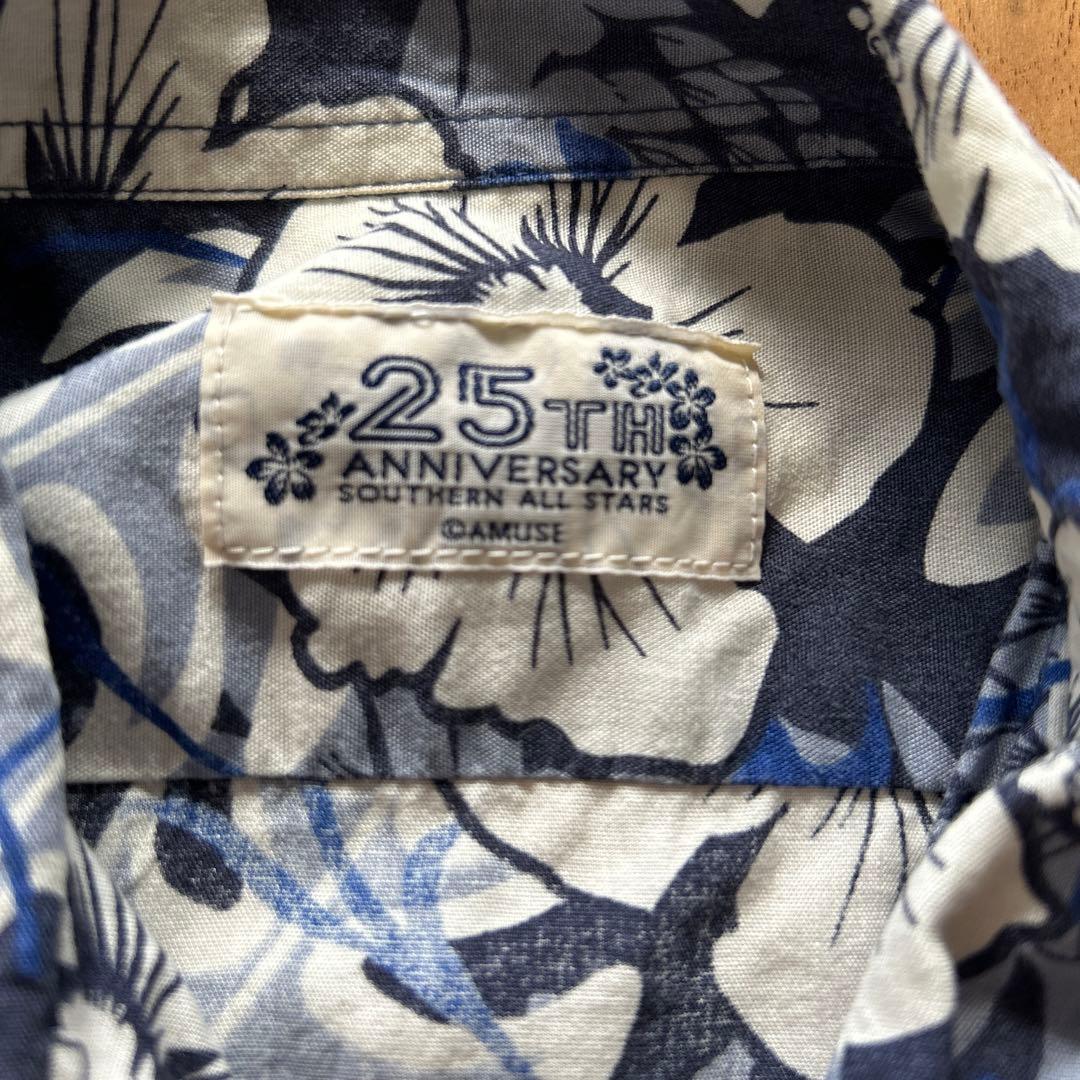 25TH
ANNIVERSARY
SOUTHERN ALL STARS
©AMUSE